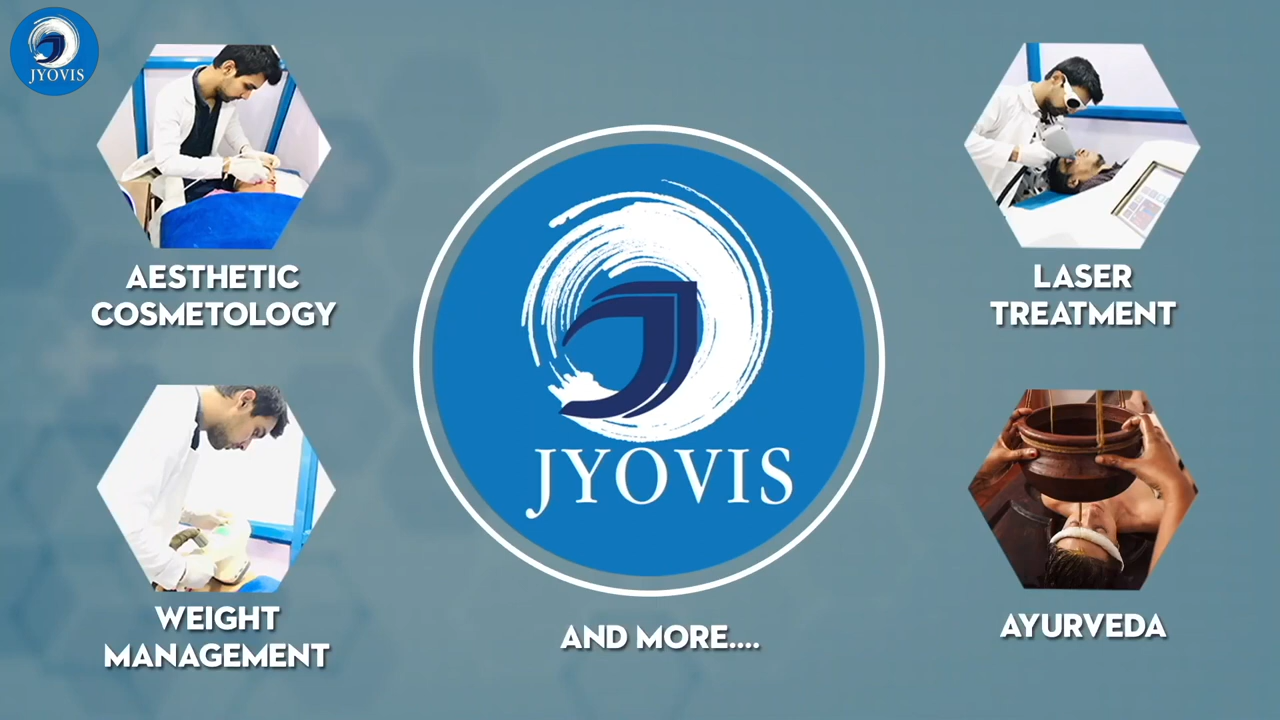 JYOVIS
AESTHETIC
COSMETOLOGY
LASER
TREATMENT
JYOVIS
WEIGHT
MANAGEMENT
AND MORE....
AYURVEDA